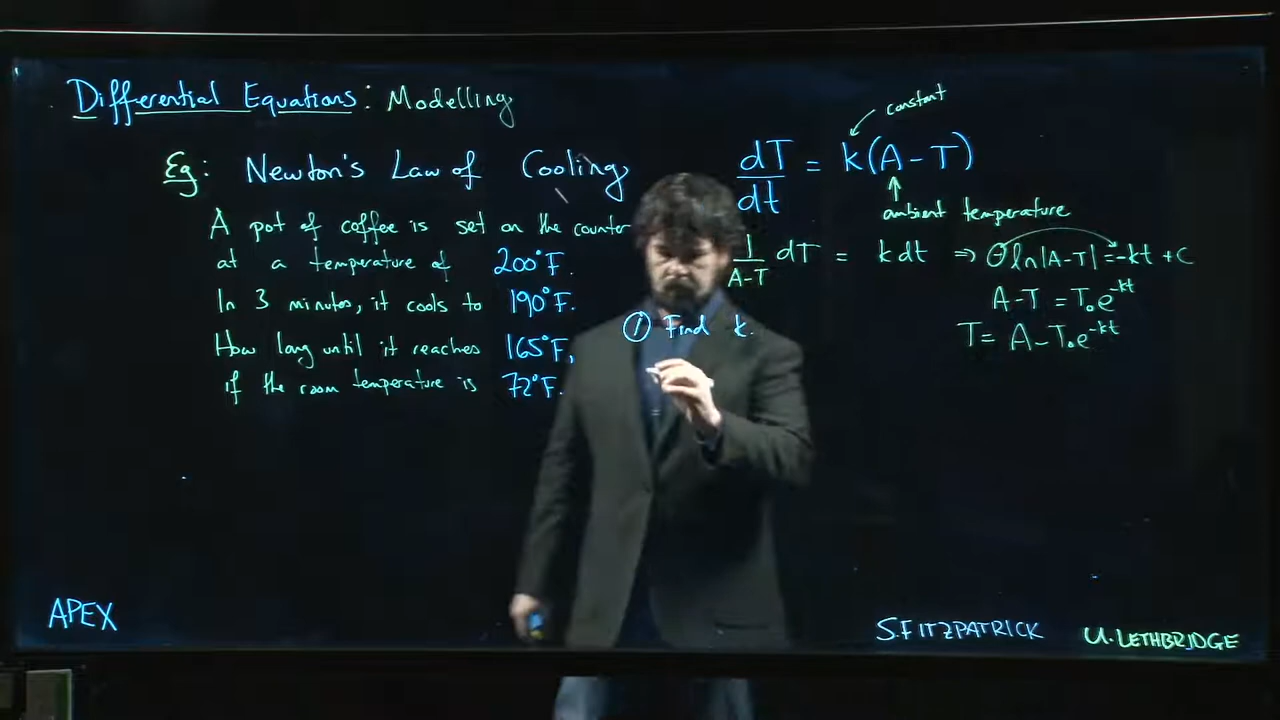 Differential Equations: Modelling
Eg: Newton's Law of Cooling
A pot of coffee is set on the counter
at a temperature of 200°F.
In 3 minutes, it cools to 190°F.
How long until it reaches 165°F,
if the room temperature is 72°F.
constant
dT/dt = k(A-T)
ambient temperature
1/(A-T) dT = k dt ⇒ -ln|A-T| = -kt + C
A-T = T₀e^(-kt)
T = A-T₀e^(-kt)
① Find k.
APEX
S.FITZPATRICK
U.LETHBRIDGE